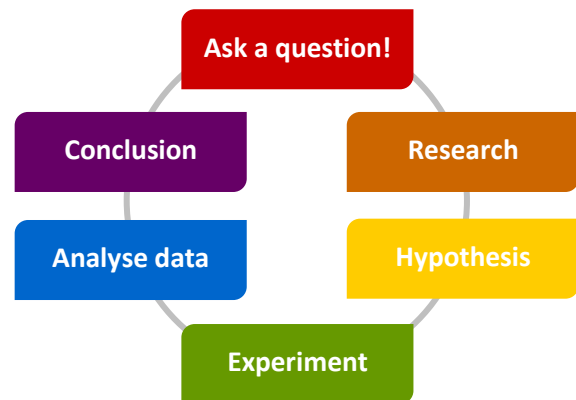 Ask a question!
Research
Hypothesis
Experiment
Analyse data
Conclusion